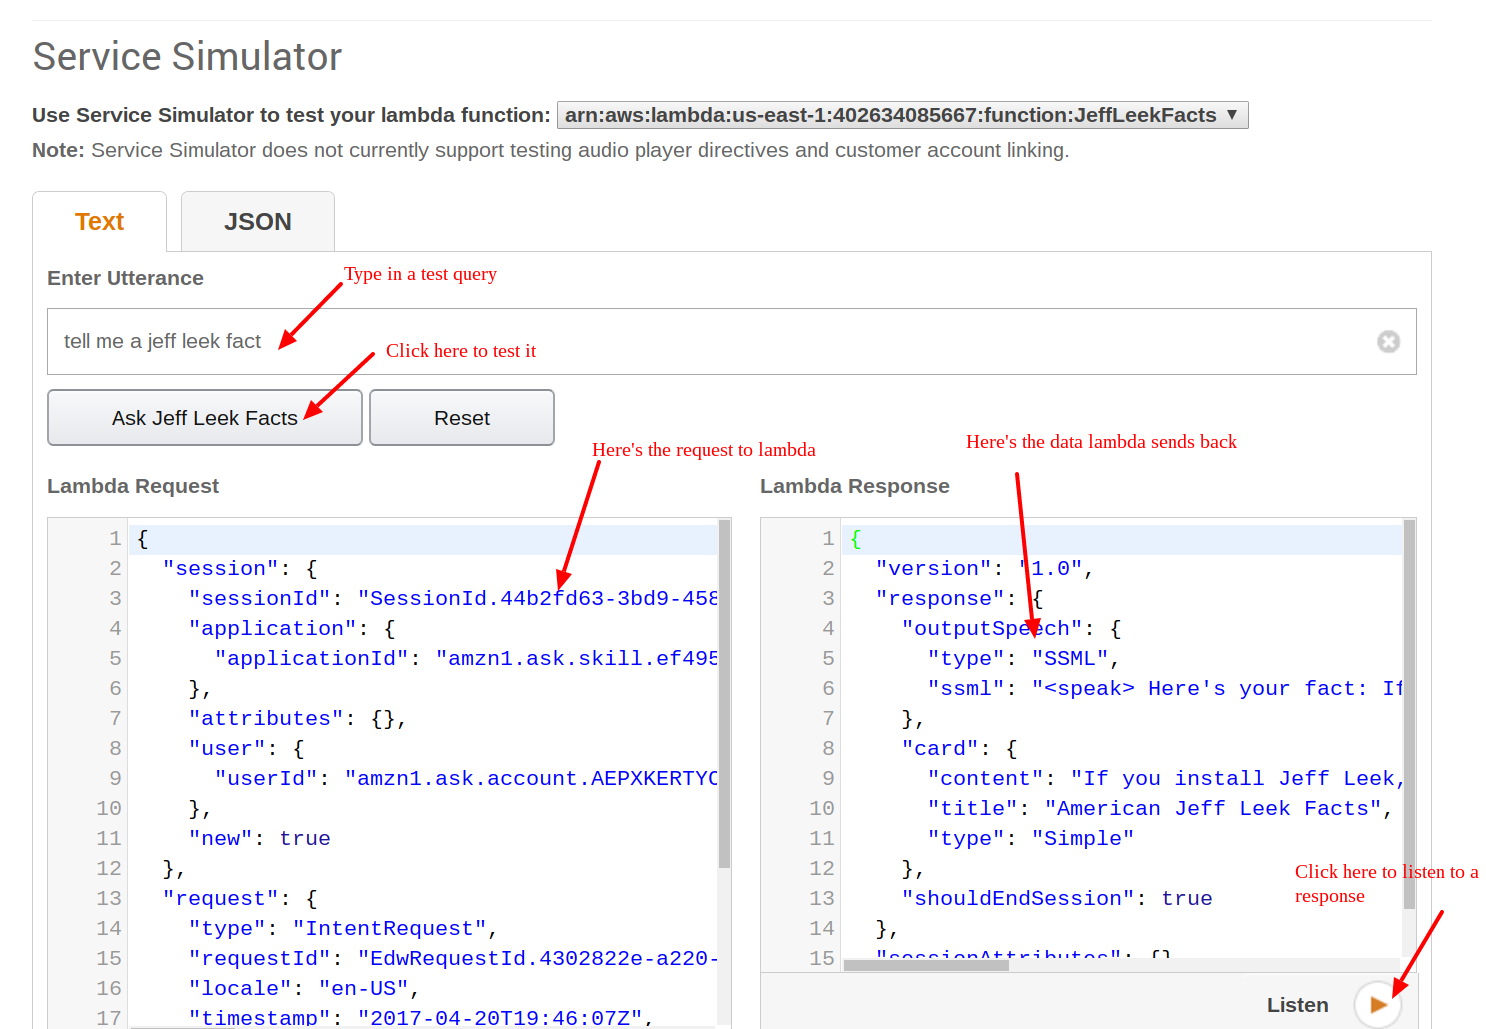 Service Simulator
Use Service Simulator to test your lambda function: arn:aws:lambda:us-east-1:402634085667:function:JeffLeekFacts ▼
Note: Service Simulator does not currently support testing audio player directives and customer account linking.
Text
JSON
Enter Utterance
Type in a test query
tell me a jeff leek fact
Click here to test it
Ask Jeff Leek Facts
Reset
Here's the request to lambda
Here's the data lambda sends back
Lambda Request
1 {
2 "session": {
3 "sessionId": "SessionId.44b2fd63-3bd9-458
4 "application": {
5 "applicationId": "amzn1.ask.skill.ef495
6 },
7 "attributes": {},
8 "user": {
9 "userId": "amzn1.ask.account.AEPXKERTYC
10 },
11 "new": true
12 },
13 "request": {
14 "type": "IntentRequest",
15 "requestId": "EdwRequestId.4302822e-a220-
16 "locale": "en-US",
17 "timestamp": "2017-04-20T19:46:07Z",
Lambda Response
1 {
2 "version": "1.0",
3 "response": {
4 "outputSpeech": {
5 "type": "SSML",
6 "ssml": "<speak> Here's your fact: If
7 },
8 "card": {
9 "content": "If you install Jeff Leek,
10 "title": "American Jeff Leek Facts",
11 "type": "Simple"
12 },
13 "shouldEndSession": true
14 },
15 "sessionAttributes": {}
Click here to listen to a
response
Listen